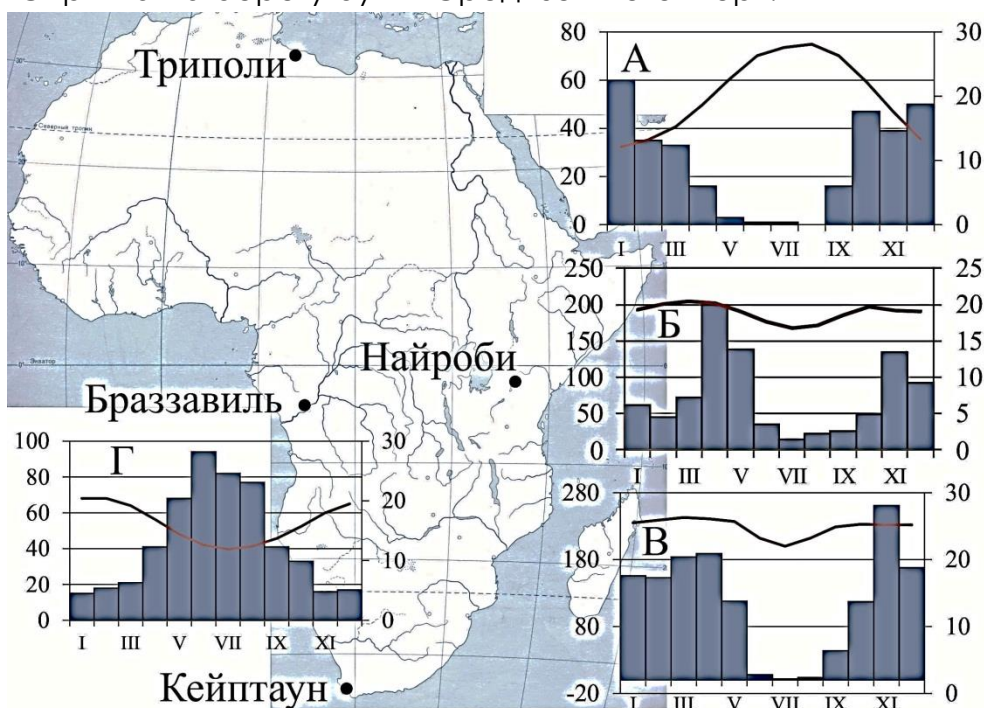 Триполи
Найроби
Браззавиль
Кейптаун
Северный тропик
Экватор
А
80 60 40 20 0
30 20 10 0
I III V VII IX XI
Б
250 200 150 100 50 0
25 20 15 10 5 0
I III V VII IX XI
В
280 180 80 -20
30 20 10 0
I III V VII IX XI
Г
100 80 60 40 20 0
30 20 10 0
I III V VII IX XI